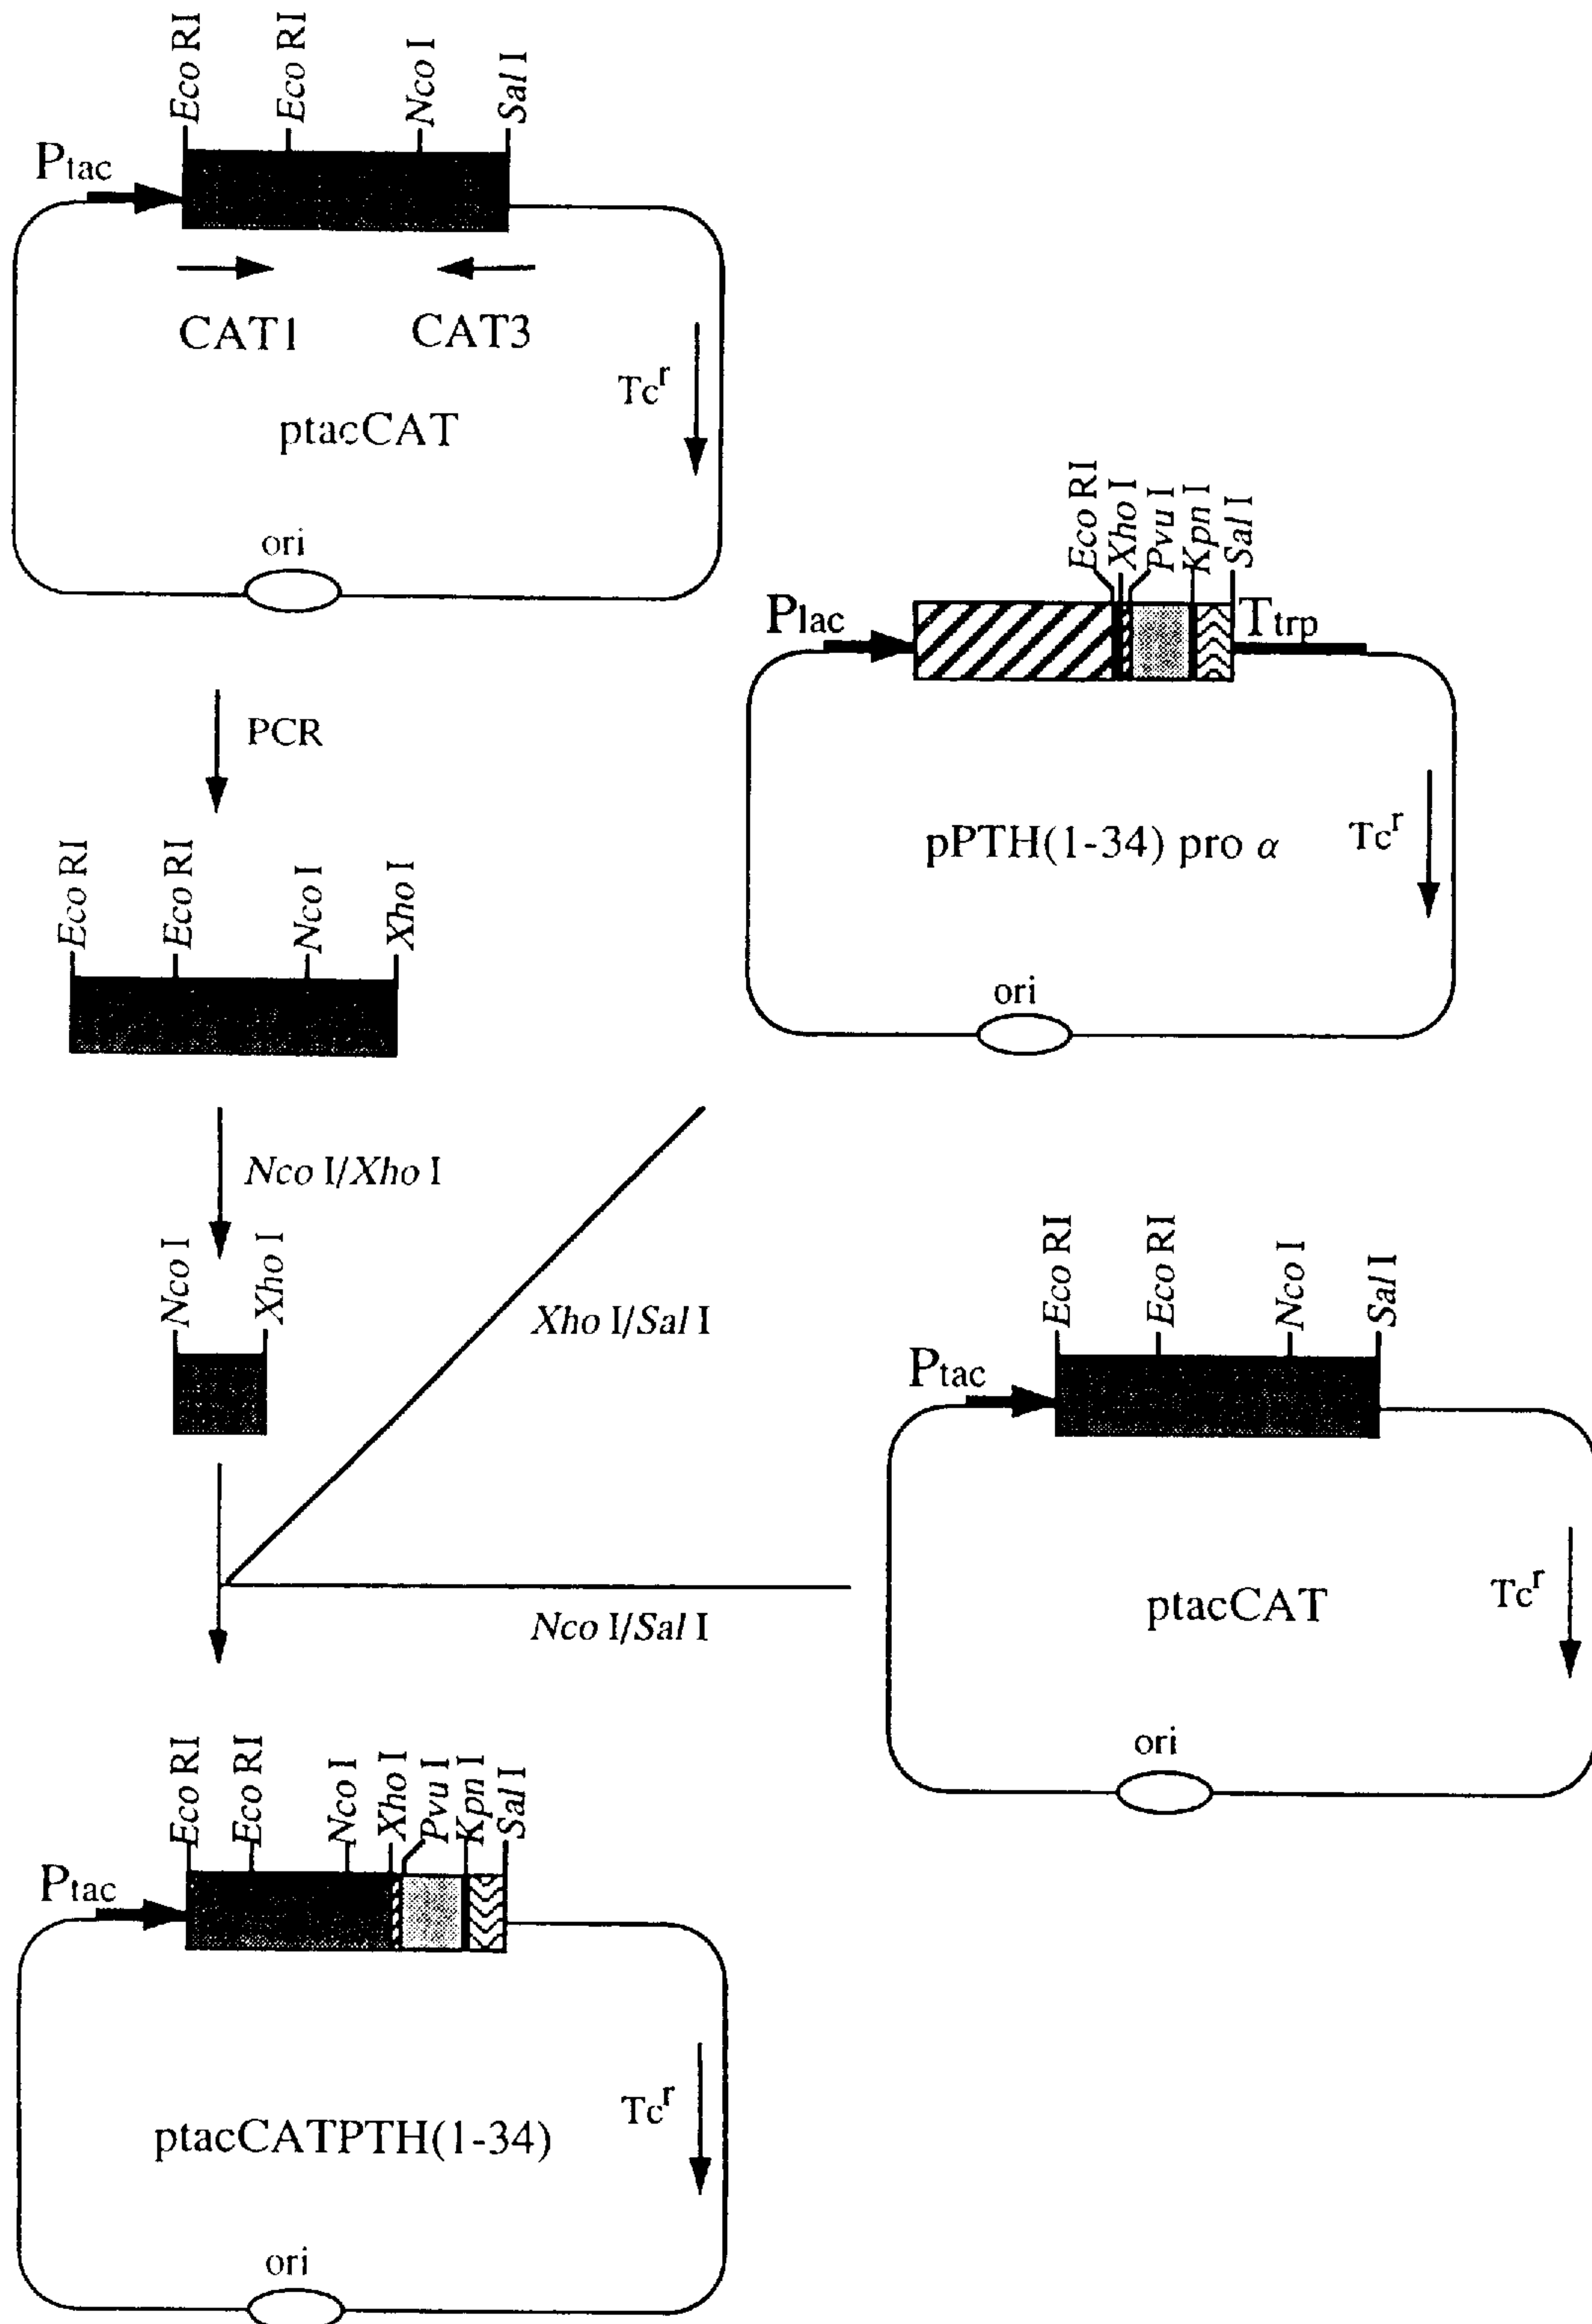 Eco RI
Eco RI
Nco I
Sal I
Ptac
CAT1
CAT3
Tcr
ptacCAT
ori
PCR
Eco RI
Xho I
Pvu I
Kpn I
Sal I
Plac
Ttrp
pPTH(1-34) pro α
Tcr
ori
Eco RI
Eco RI
Nco I
Xho I
Nco I/Xho I
Nco I
Xho I
Xho I/Sal I
Eco RI
Eco RI
Nco I
Sal I
Ptac
ptacCAT
Tcr
ori
Nco I/Sal I
Eco RI
Eco RI
Nco I
Xho I
Pvu I
Kpn I
Sal I
Ptac
Tcr
ptacCATPTH(1-34)
ori